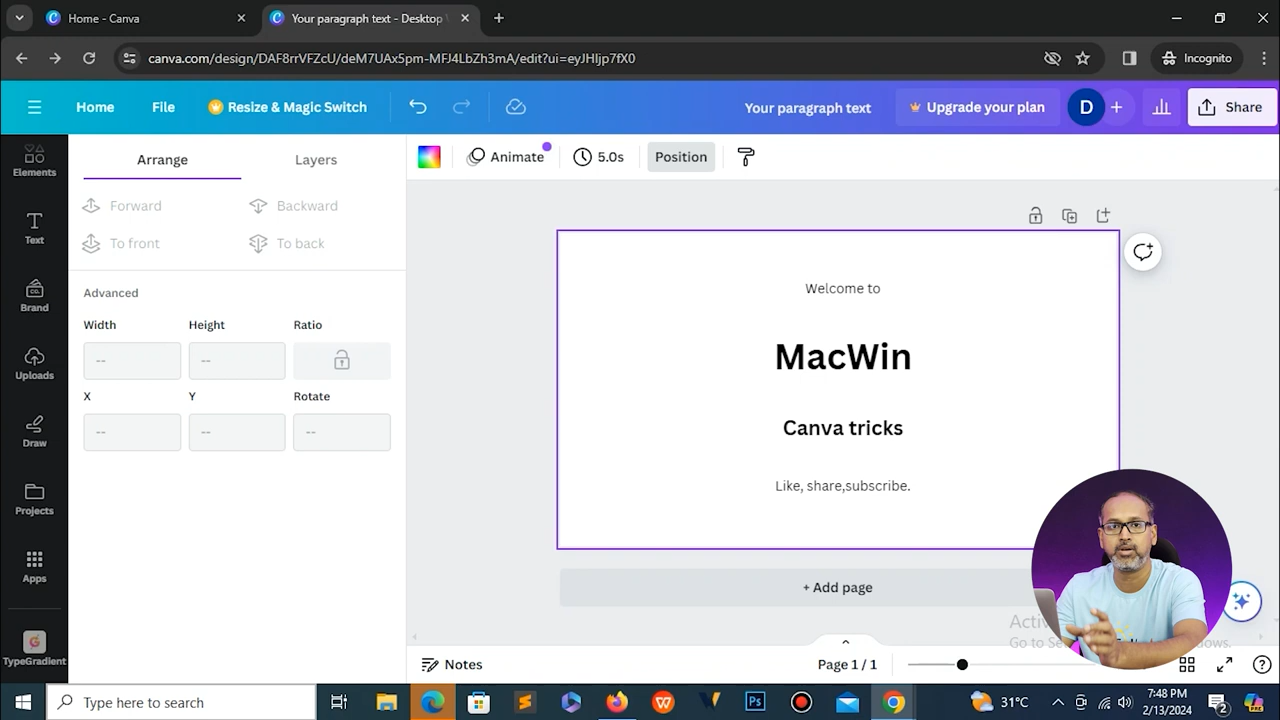 Home - Canva
Your paragraph text - Desktop
canva.com/design/DAF8rrVFZcU/deM7UAx5pm-MFJ4LbZh3mA/edit?ui=eyJHIjp7fX0
Incognito
Home
File
Resize & Magic Switch
Your paragraph text
Upgrade your plan
D
Share
Elements
Text
Brand
Uploads
Draw
Projects
Apps
TypeGradient
Arrange
Layers
Forward
Backward
To front
To back
Advanced
Width
Height
Ratio
--
--
X
Y
Rotate
--
--
--
Animate
5.0s
Position
Welcome to
MacWin
Canva tricks
Like, share,subscribe.
+ Add page
Notes
Page 1 / 1
Type here to search
31°C
7:48 PM
2/13/2024
2